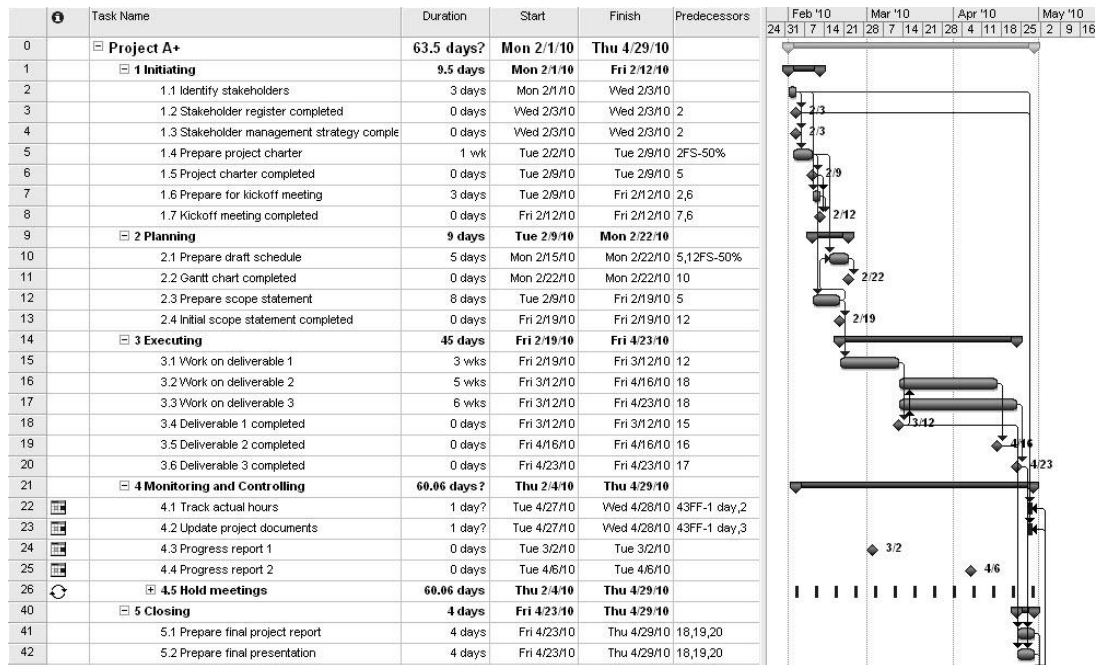 Task Name Duration Start Finish Predecessors Feb '10 Mar '10 Apr '10 May '10
24 31 7 14 21 28 7 14 21 28 4 11 18 25 2 9 16
0 Project A+ 63.5 days? Mon 2/1/10 Thu 4/29/10
1 1 Initiating 9.5 days Mon 2/1/10 Fri 2/12/10
2 1.1 Identify stakeholders 3 days Mon 2/1/10 Wed 2/3/10
3 1.2 Stakeholder register completed 0 days Wed 2/3/10 Wed 2/3/10 2 2/3
4 1.3 Stakeholder management strategy comple 0 days Wed 2/3/10 Wed 2/3/10 2 2/3
5 1.4 Prepare project charter 1 wk Tue 2/2/10 Tue 2/9/10 2FS-50%
6 1.5 Project charter completed 0 days Tue 2/9/10 Tue 2/9/10 5 2/9
7 1.6 Prepare for kickoff meeting 3 days Tue 2/9/10 Fri 2/12/10 2,6
8 1.7 Kickoff meeting completed 0 days Fri 2/12/10 Fri 2/12/10 7,6 2/12
9 2 Planning 9 days Tue 2/9/10 Mon 2/22/10
10 2.1 Prepare draft schedule 5 days Mon 2/15/10 Mon 2/22/10 5,12FS-50%
11 2.2 Gantt chart completed 0 days Mon 2/22/10 Mon 2/22/10 10 2/22
12 2.3 Prepare scope statement 8 days Tue 2/9/10 Fri 2/19/10 5
13 2.4 Initial scope statement completed 0 days Fri 2/19/10 Fri 2/19/10 12 2/19
14 3 Executing 45 days Fri 2/19/10 Fri 4/23/10
15 3.1 Work on deliverable 1 3 wks Fri 2/19/10 Fri 3/12/10 12
16 3.2 Work on deliverable 2 5 wks Fri 3/12/10 Fri 4/16/10 18
17 3.3 Work on deliverable 3 6 wks Fri 3/12/10 Fri 4/23/10 18
18 3.4 Deliverable 1 completed 0 days Fri 3/12/10 Fri 3/12/10 15 3/12
19 3.5 Deliverable 2 completed 0 days Fri 4/16/10 Fri 4/16/10 16 4/16
20 3.6 Deliverable 3 completed 0 days Fri 4/23/10 Fri 4/23/10 17 4/23
21 4 Monitoring and Controlling 60.06 days? Thu 2/4/10 Thu 4/29/10
22 4.1 Track actual hours 1 day? Tue 4/27/10 Wed 4/28/10 43FF-1 day,2
23 4.2 Update project documents 1 day? Tue 4/27/10 Wed 4/28/10 43FF-1 day,3
24 4.3 Progress report 1 0 days Tue 3/2/10 Tue 3/2/10 3/2
25 4.4 Progress report 2 0 days Tue 4/6/10 Tue 4/6/10 4/6
26 4.5 Hold meetings 60.06 days Thu 2/4/10 Thu 4/29/10
40 5 Closing 4 days Fri 4/23/10 Thu 4/29/10
41 5.1 Prepare final project report 4 days Fri 4/23/10 Thu 4/29/10 18,19,20
42 5.2 Prepare final presentation 4 days Fri 4/23/10 Thu 4/29/10 18,19,20